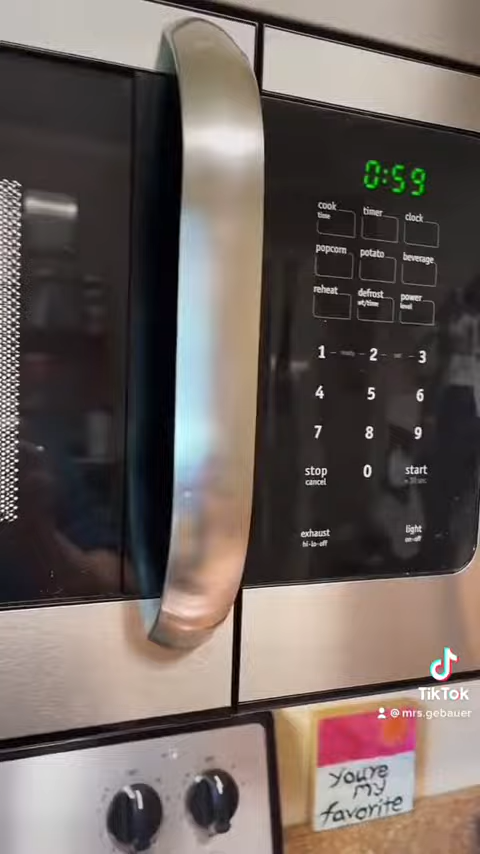 0:59
cook
time
timer
clock
popcorn
potato
beverage
reheat
defrost
wt/time
power
level
1 2 3
4 5 6
7 8 9
stop
cancel
0
start
+30 sec
exhaust
hi-lo-off
light
on-off
TikTok
@mrs.gebauer
you're
my
favorite